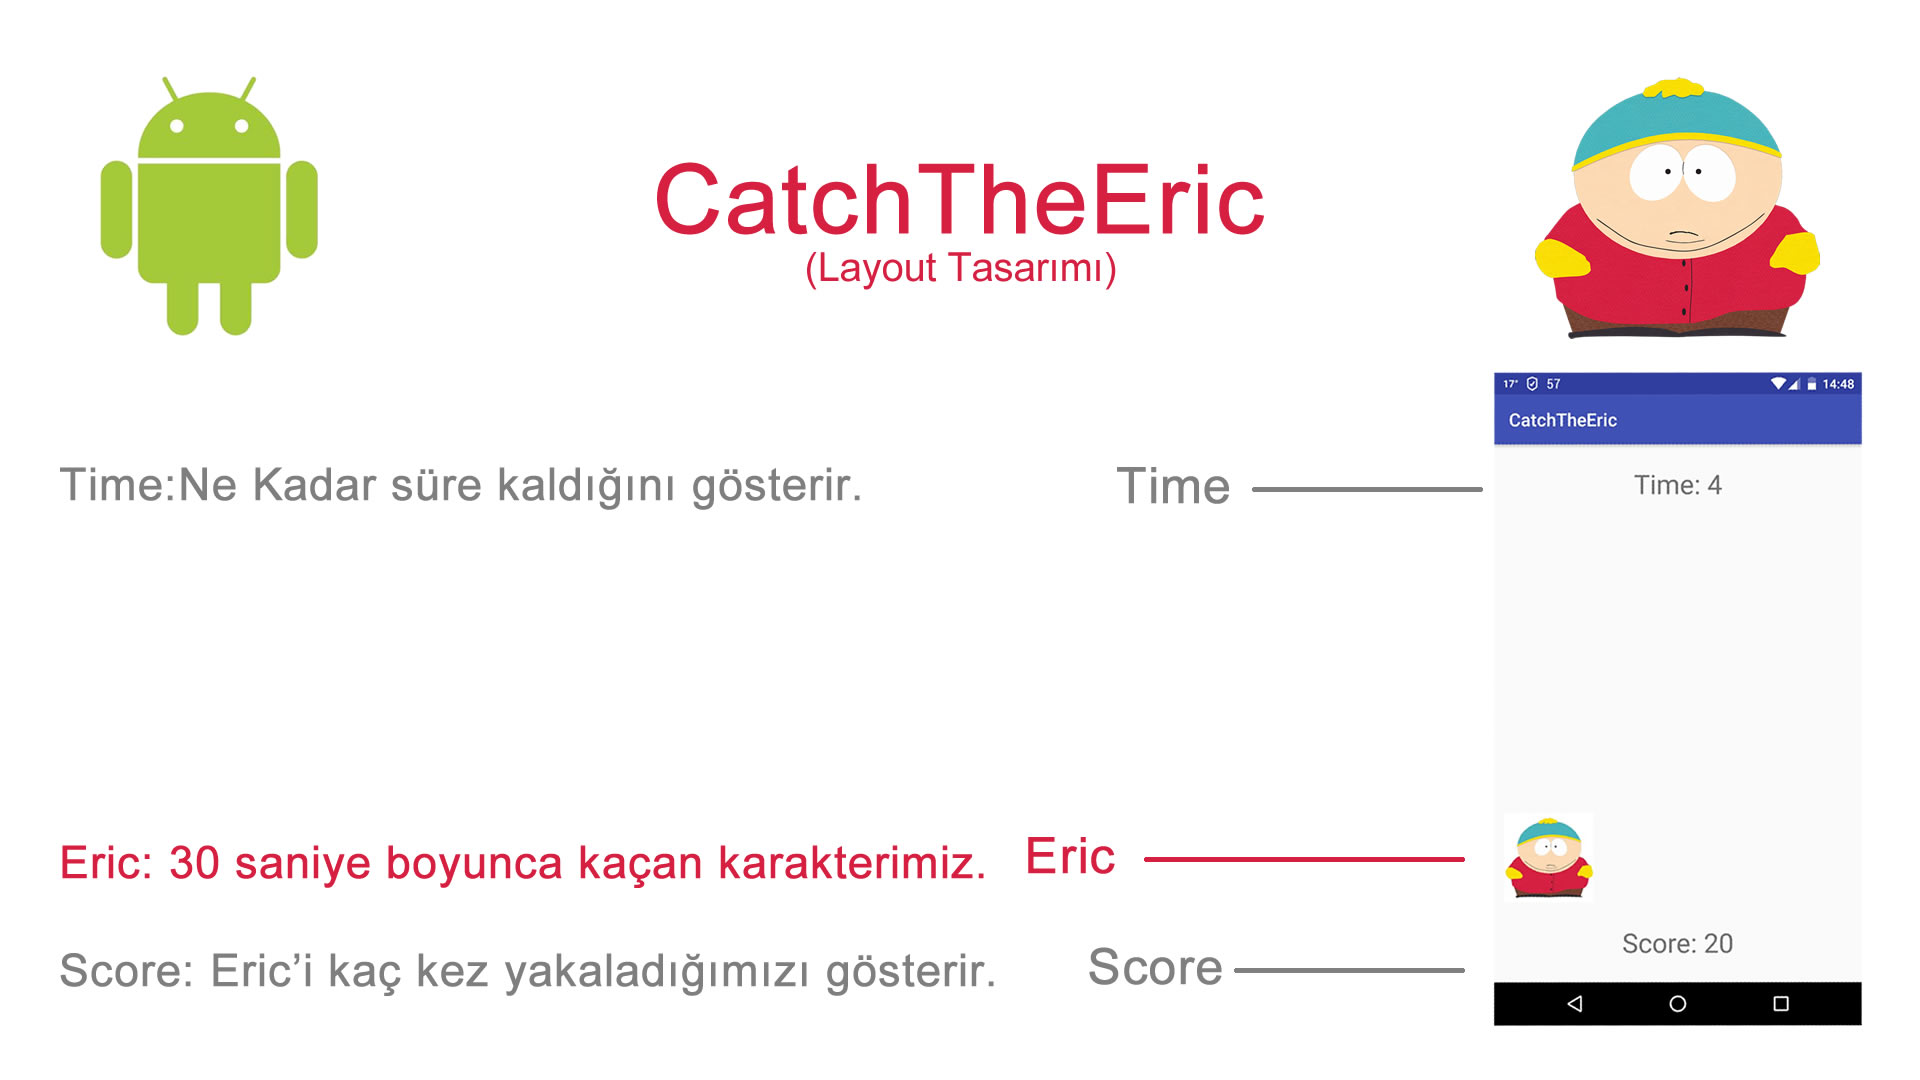 CatchTheEric
(Layout Tasarımı)
17° 57 14:48
CatchTheEric
Time:Ne Kadar süre kaldığını gösterir.
Time
Time: 4
Eric: 30 saniye boyunca kaçan karakterimiz.
Eric
Score: Eric’i kaç kez yakaladığımızı gösterir.
Score
Score: 20